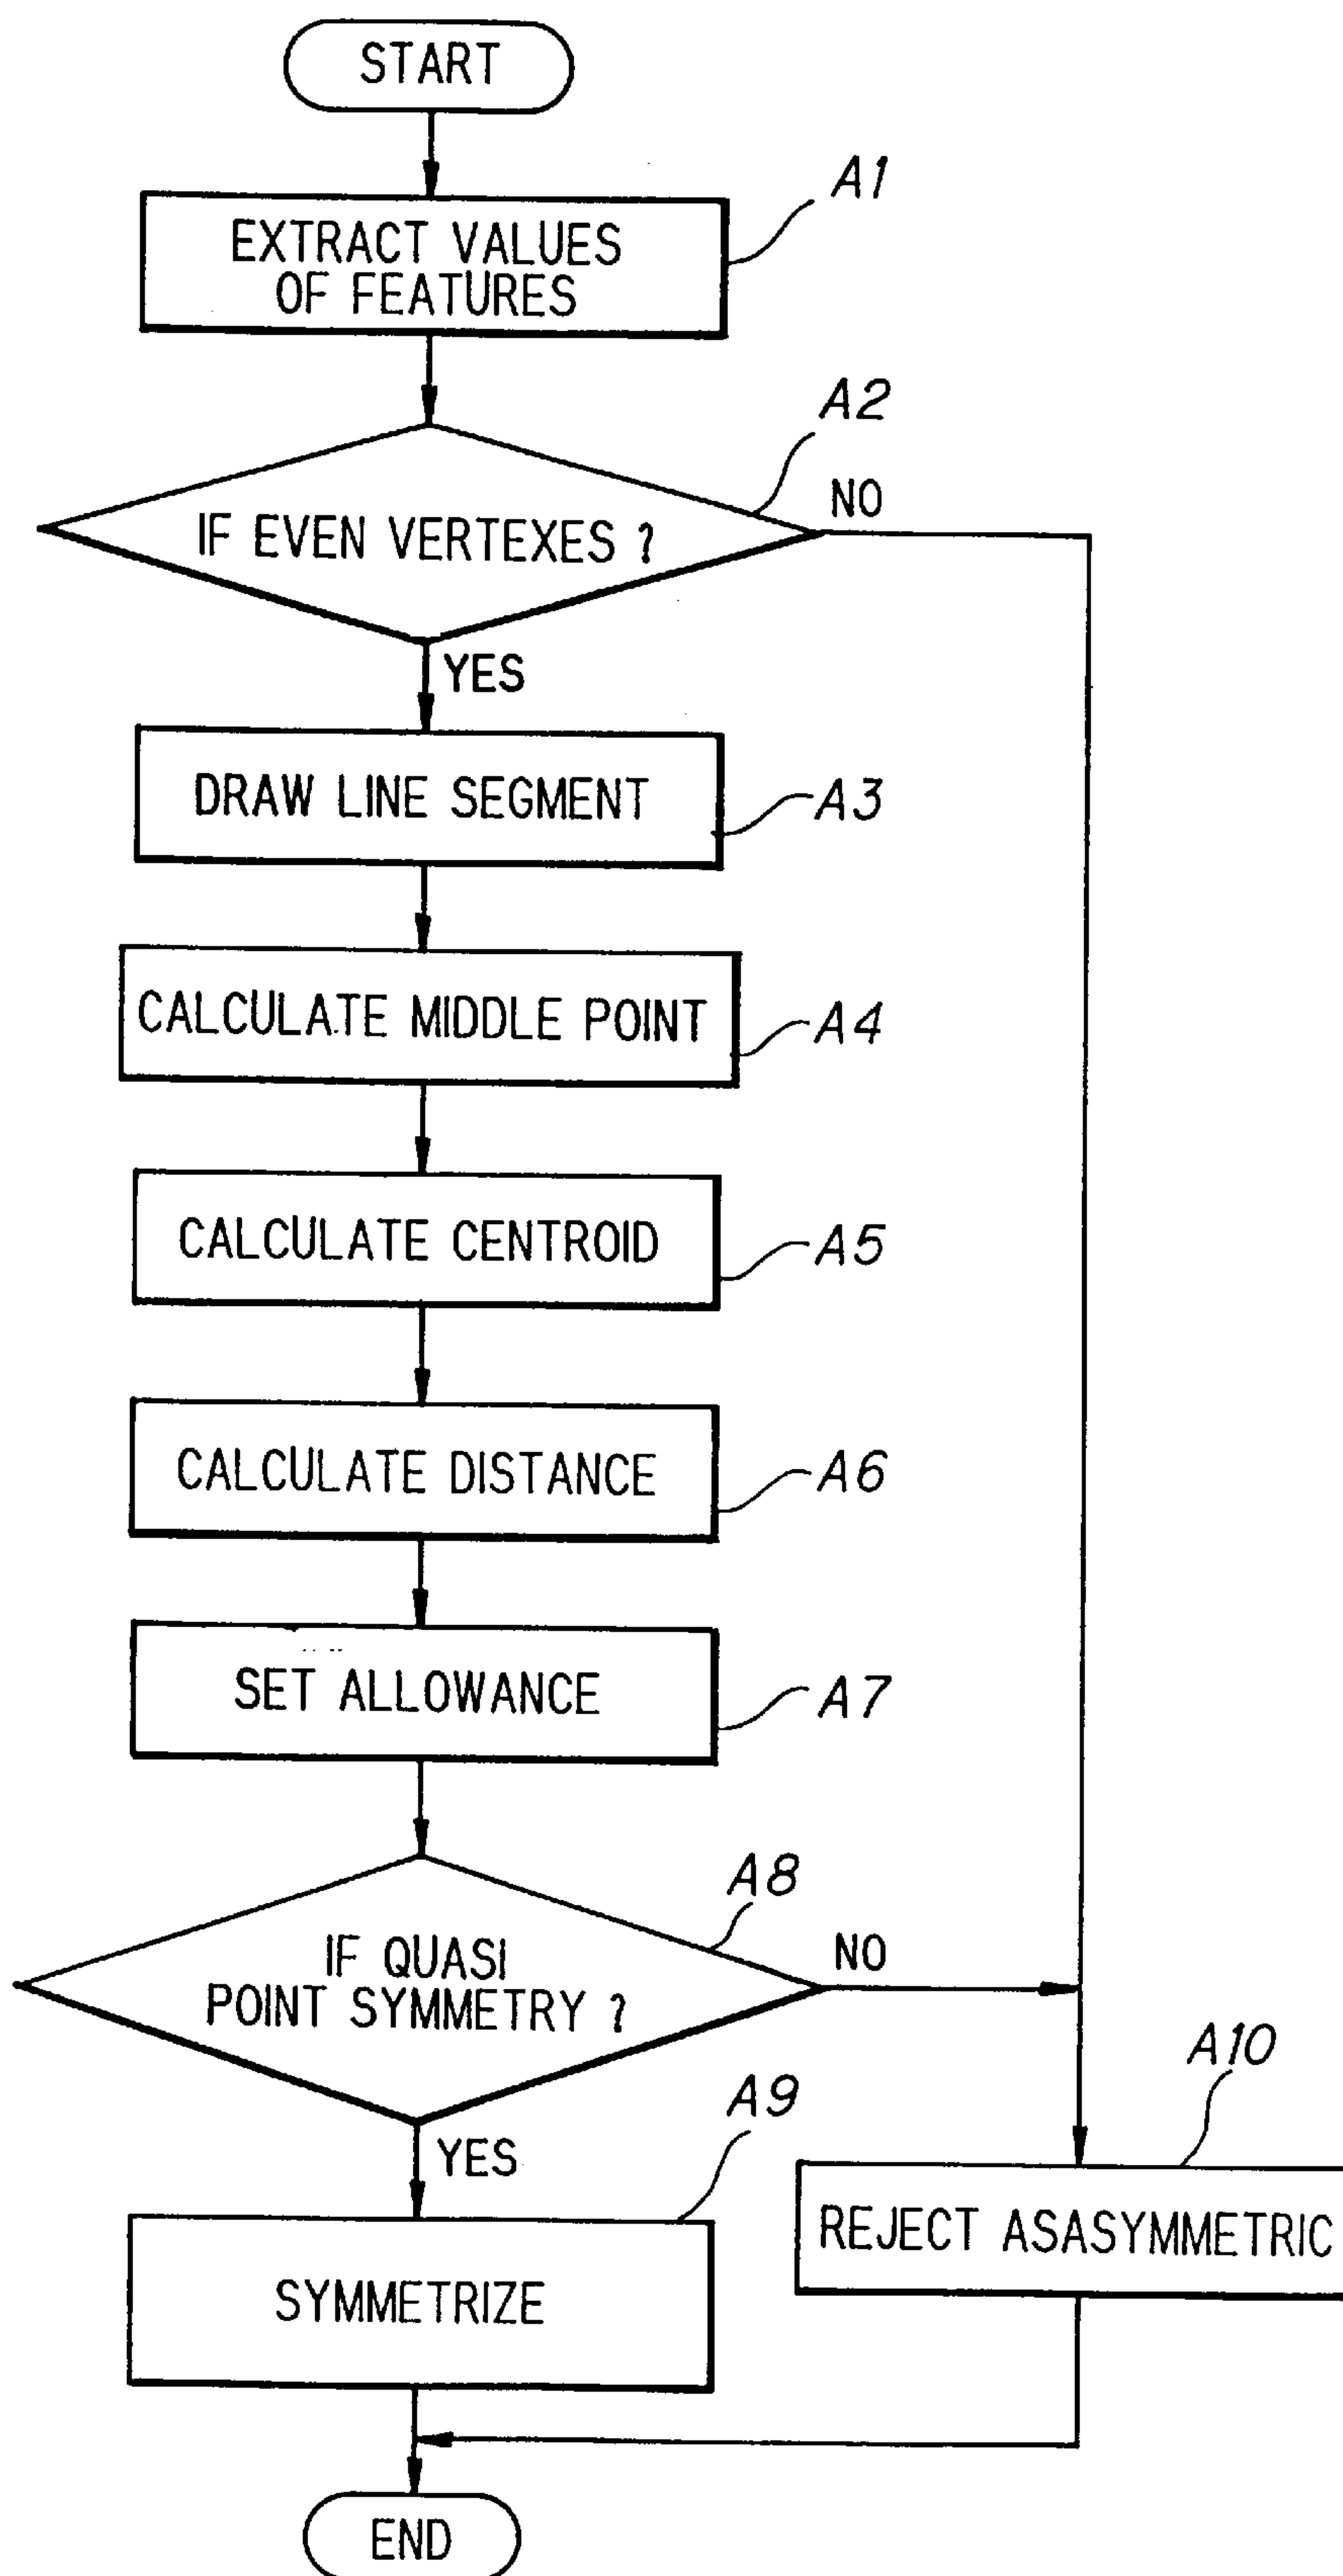 START
A1
EXTRACT VALUES
OF FEATURES
A2
NO
IF EVEN VERTEXES ?
YES
DRAW LINE SEGMENT
A3
CALCULATE MIDDLE POINT
A4
CALCULATE CENTROID
A5
CALCULATE DISTANCE
A6
SET ALLOWANCE
A7
A8
IF QUASI
POINT SYMMETRY ?
NO
A10
A9
YES
REJECT ASASYMMETRIC
SYMMETRIZE
END